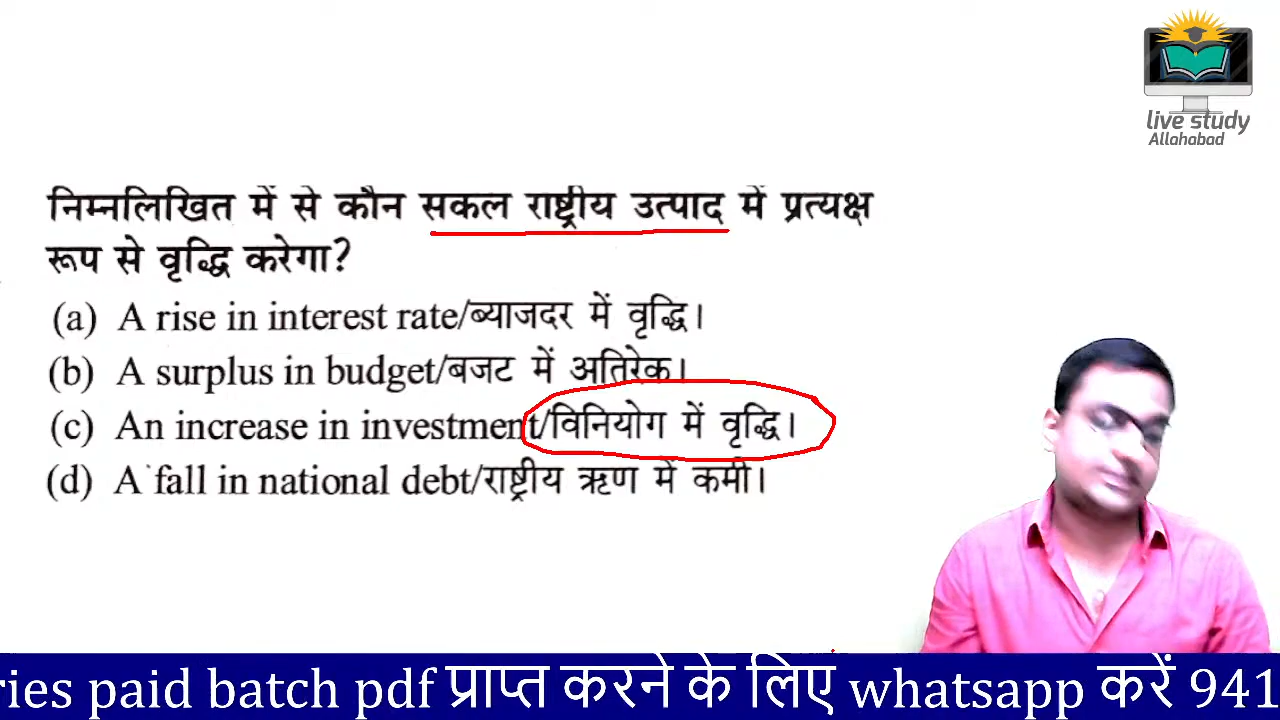 live study
Allahabad
निम्नलिखित में से कौन सकल राष्ट्रीय उत्पाद में प्रत्यक्ष
रूप से वृद्धि करेगा?
(a) A rise in interest rate/ब्याजदर में वृद्धि।
(b) A surplus in budget/बजट में अतिरेक।
(c) An increase in investment/विनियोग में वृद्धि।
(d) A fall in national debt/राष्ट्रीय ऋण में कमी।
ries paid batch pdf प्राप्त करने के लिए whatsapp करें 941